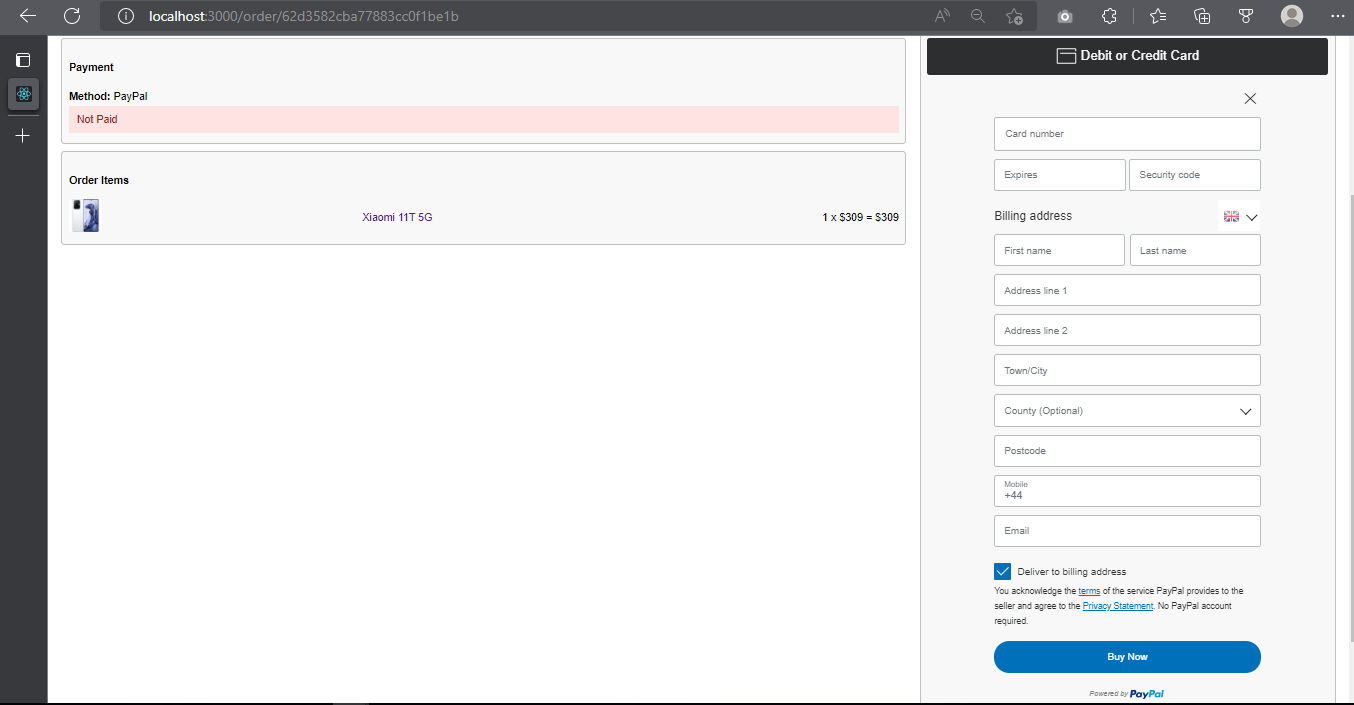 localhost:3000/order/62d3582cba77883cc0f1be1b
Payment
Method: PayPal
Not Paid
Order Items
Xiaomi 11T 5G
1 x $309 = $309
Debit or Credit Card
Card number
Expires
Security code
Billing address
First name
Last name
Address line 1
Address line 2
Town/City
County (Optional)
Postcode
Mobile
+44
Email
Deliver to billing address
You acknowledge the terms of the service PayPal provides to the
seller and agree to the Privacy Statement. No PayPal account
required.
Buy Now
Powered by PayPal